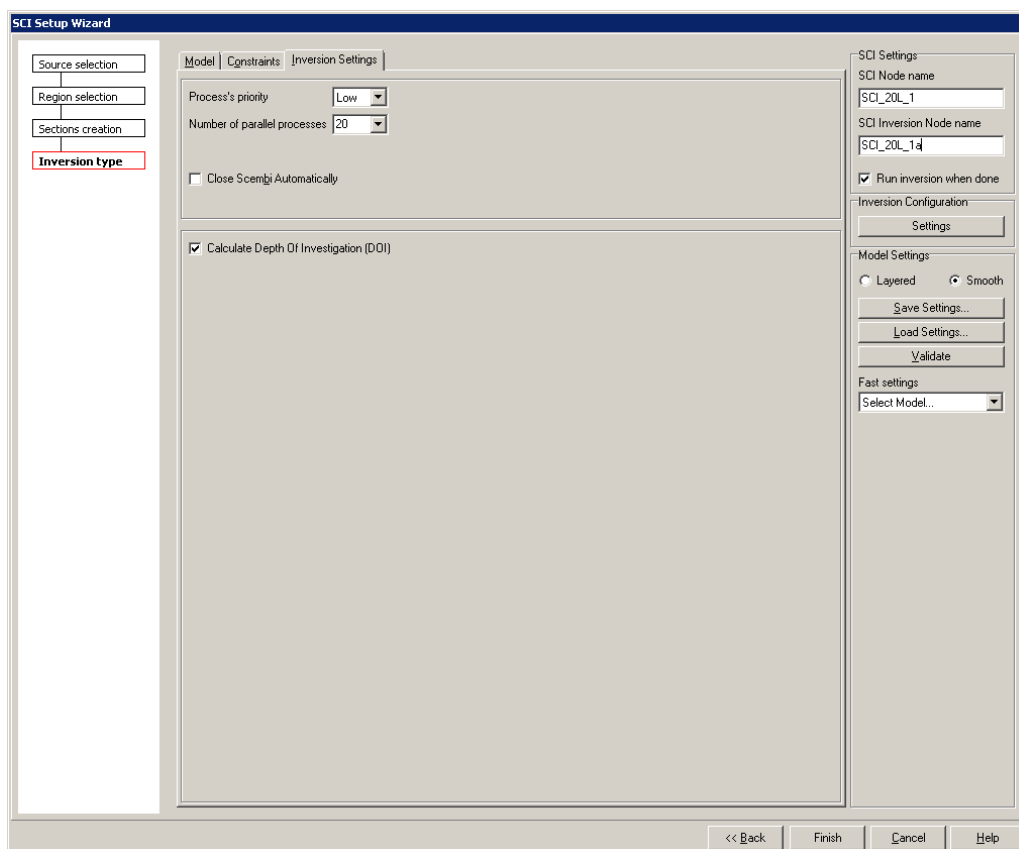 SCI Setup Wizard
Source selection
Region selection
Sections creation
Inversion type
Model Constraints Inversion Settings
Process's priority Low
Number of parallel processes 20
Close Scembi Automatically
Calculate Depth Of Investigation (DOI)
SCI Settings
SCI Node name
SCI_20L_1
SCI Inversion Node name
SCI_20L_1a
Run inversion when done
Inversion Configuration
Settings
Model Settings
Layered Smooth
Save Settings...
Load Settings...
Validate
Fast settings
Select Model...
<< Back Finish Cancel Help